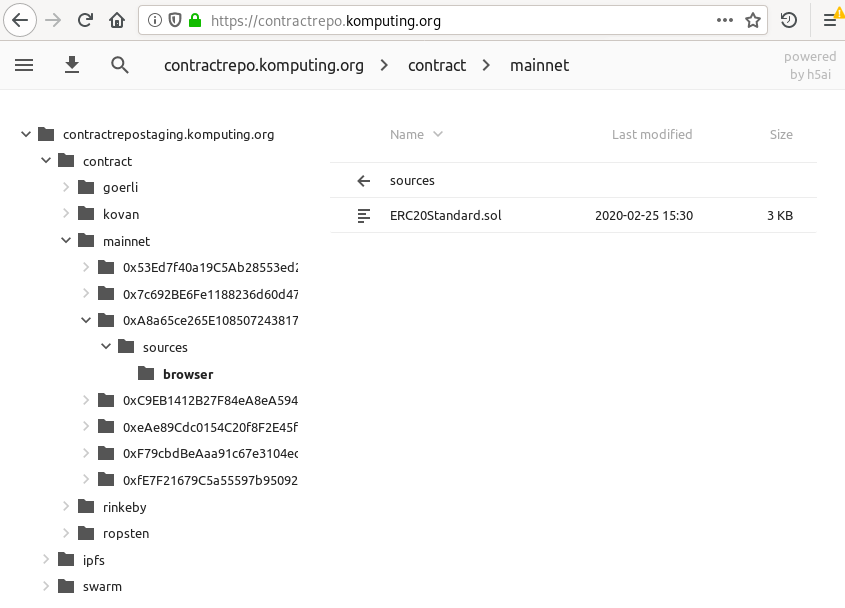 https://contractrepo.komputing.org
contractrepo.komputing.org > contract > mainnet
powered
by h5ai
contractrepostaging.komputing.org
contract
goerli
kovan
mainnet
0x53Ed7f40a19C5Ab28553ed2
0x7c692BE6Fe1188236d60d47
0xA8a65ce265E108507243817
sources
browser
0xC9EB1412B27F84eA8eA594
0xeAe89Cdc0154C20f8F2E45f
0xF79cbdBeAaa91c67e3104ec
0xfE7F21679C5a55597b95092
rinkeby
ropsten
ipfs
swarm
Name Last modified Size
sources
ERC20Standard.sol 2020-02-25 15:30 3 KB